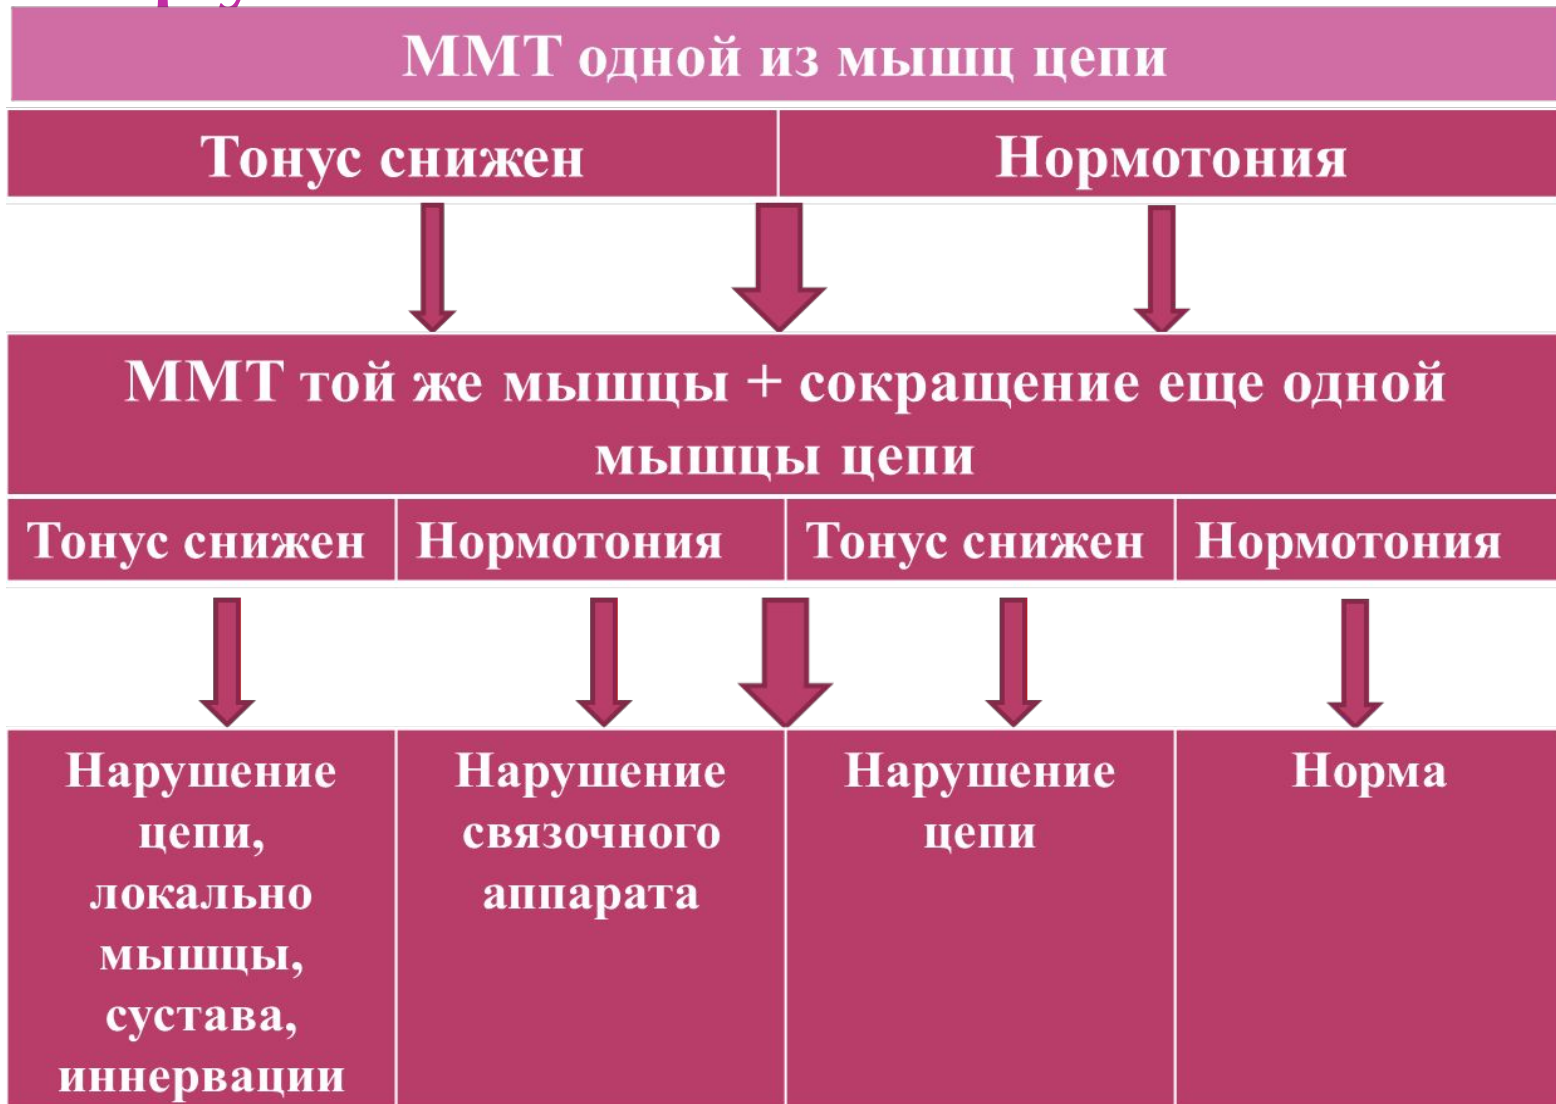 ММТ одной из мышц цепи
Тонус снижен
Нормотония
ММТ той же мышцы + сокращение еще одной
мышцы цепи
Тонус снижен
Нормотония
Тонус снижен
Нормотония
Нарушение
цепи,
локально
мышцы,
сустава,
иннервации
Нарушение
связочного
аппарата
Нарушение
цепи
Норма